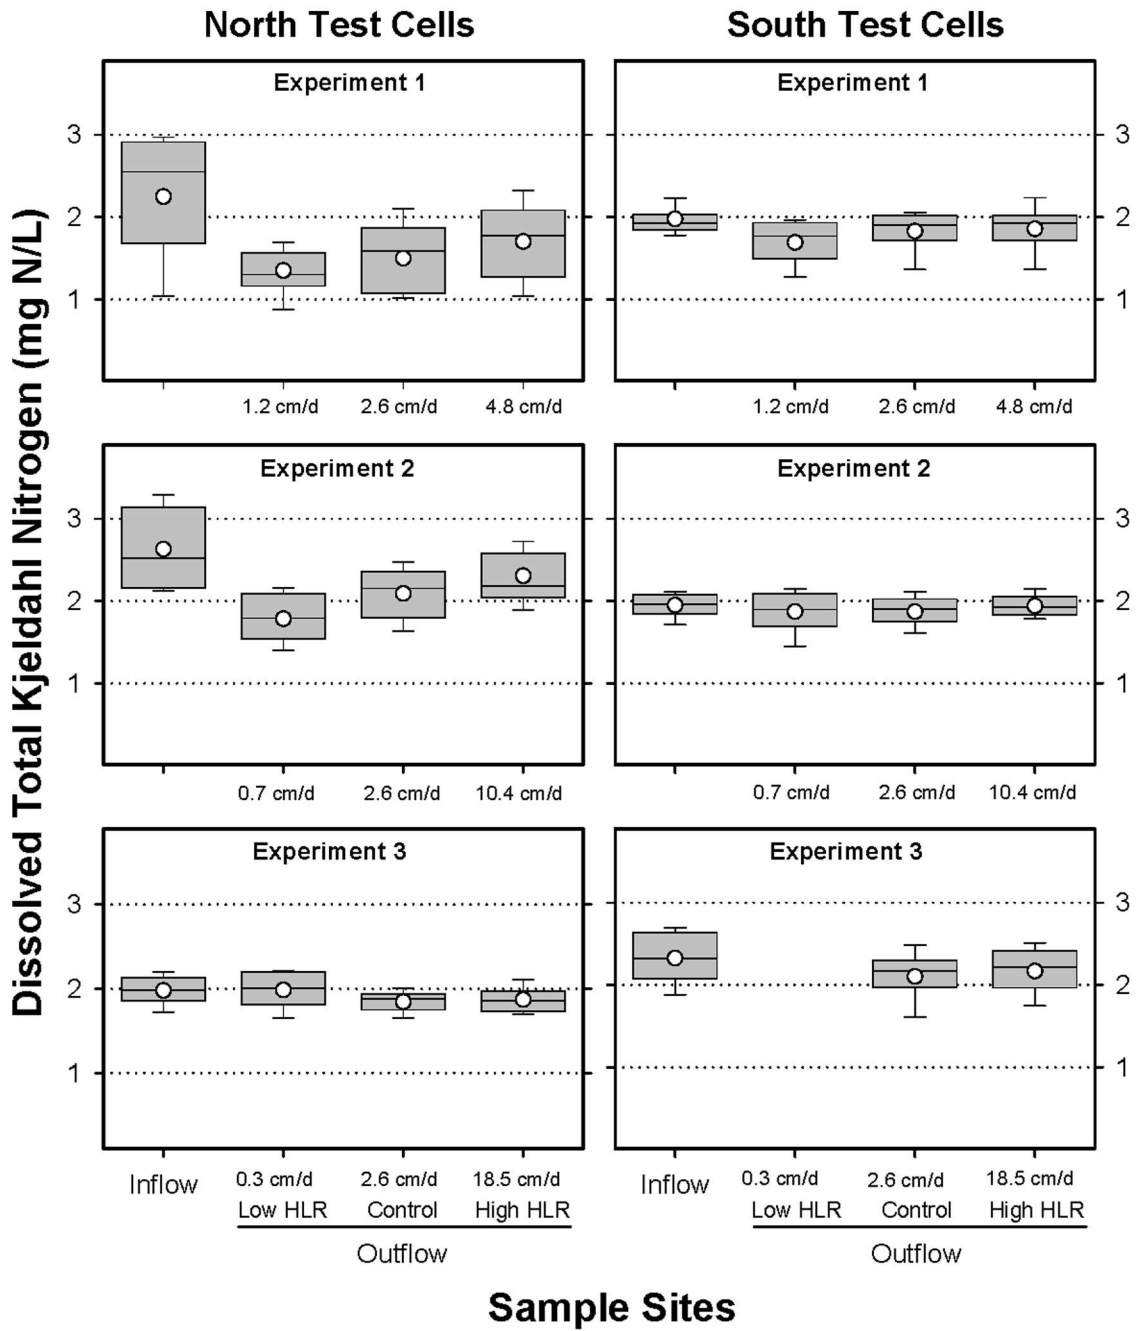 North Test Cells South Test Cells
Dissolved Total Kjeldahl Nitrogen (mg N/L)
Experiment 1 Experiment 1
3 3
2 2
1 1
1.2 cm/d 2.6 cm/d 4.8 cm/d 1.2 cm/d 2.6 cm/d 4.8 cm/d
Experiment 2 Experiment 2
3 3
2 2
1 1
0.7 cm/d 2.6 cm/d 10.4 cm/d 0.7 cm/d 2.6 cm/d 10.4 cm/d
Experiment 3 Experiment 3
3 3
2 2
1 1
Inflow 0.3 cm/d 2.6 cm/d 18.5 cm/d Inflow 0.3 cm/d 2.6 cm/d 18.5 cm/d
Low HLR Control High HLR Low HLR Control High HLR
Outflow Outflow
Sample Sites